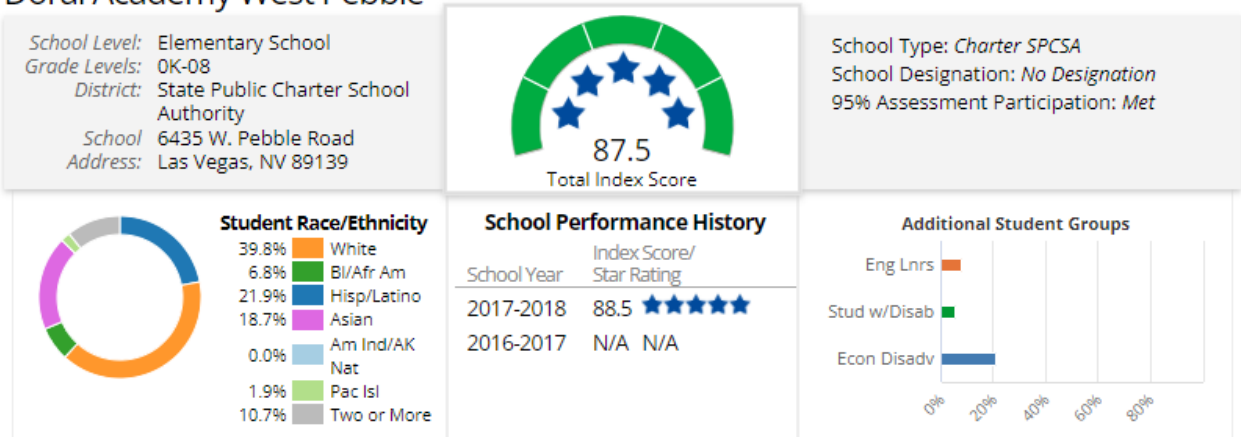 Doral Academy West Pebble
School Level: Elementary School
Grade Levels: 0K-08
District: State Public Charter School
Authority
School 6435 W. Pebble Road
Address: Las Vegas, NV 89139
87.5
Total Index Score
School Type: Charter SPCSA
School Designation: No Designation
95% Assessment Participation: Met
Student Race/Ethnicity
39.8% White
6.8% Bl/Afr Am
21.9% Hisp/Latino
18.7% Asian
0.0% Am Ind/AK
Nat
1.9% Pac Isl
10.7% Two or More
School Performance History
Index Score/
School Year Star Rating
2017-2018 88.5
2016-2017 N/A N/A
Additional Student Groups
Eng Lnrs
Stud w/Disab
Econ Disadv
0% 20% 40% 60% 80%